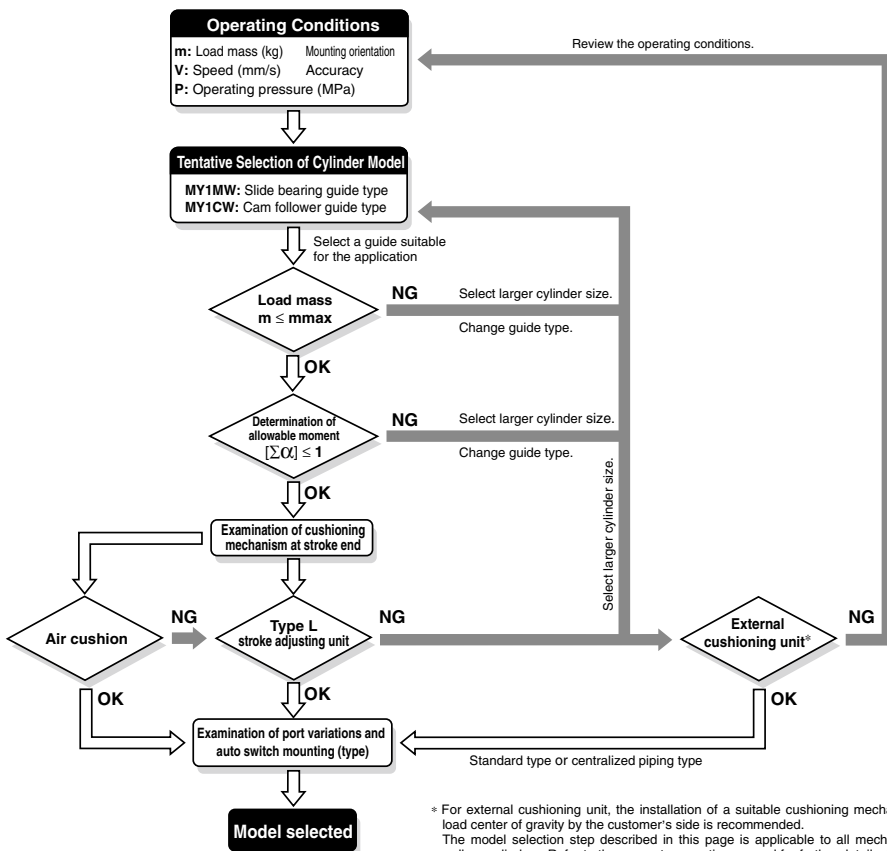 Operating Conditions
m: Load mass (kg) Mounting orientation
V: Speed (mm/s) Accuracy
P: Operating pressure (MPa)
Review the operating conditions.
Tentative Selection of Cylinder Model
MY1MW: Slide bearing guide type
MY1CW: Cam follower guide type
Select a guide suitable
for the application
Load mass
m ≤ mmax
NG
Select larger cylinder size.
Change guide type.
OK
Determination of
allowable moment
[Σα] ≤ 1
NG
Select larger cylinder size.
Change guide type.
OK
Select larger cylinder size.
Examination of cushioning
mechanism at stroke end
Air cushion
NG
Type L
stroke adjusting unit
NG
External
cushioning unit*
NG
OK
OK
OK
Examination of port variations and
auto switch mounting (type)
Standard type or centralized piping type
Model selected
* For external cushioning unit, the installation of a suitable cushioning
load center of gravity by the customer's side is recommended.
The model selection step described in this page is applicable to all